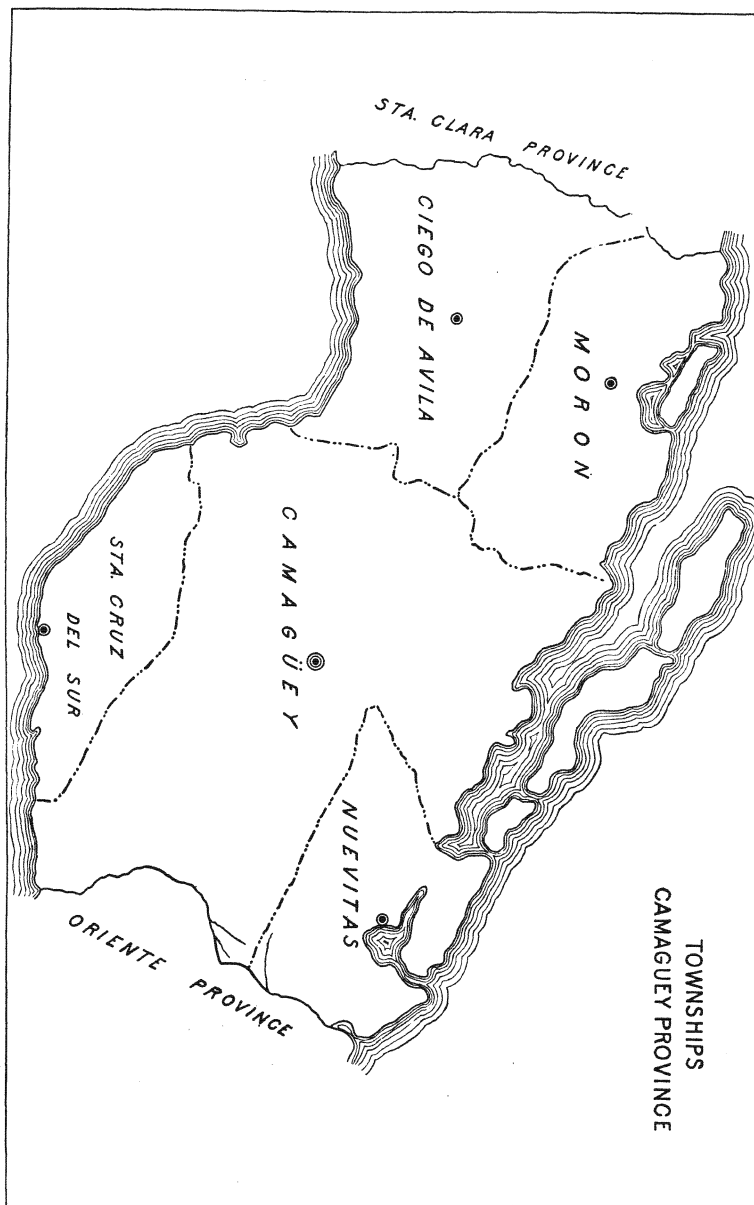 TOWNSHIPS
CAMAGUEY PROVINCE
STA. CLARA PROVINCE
MORON
CIEGO DE AVILA
CAMAGÜEY
NUEVITAS
STA. CRUZ
DEL SUR
ORIENTE PROVINCE